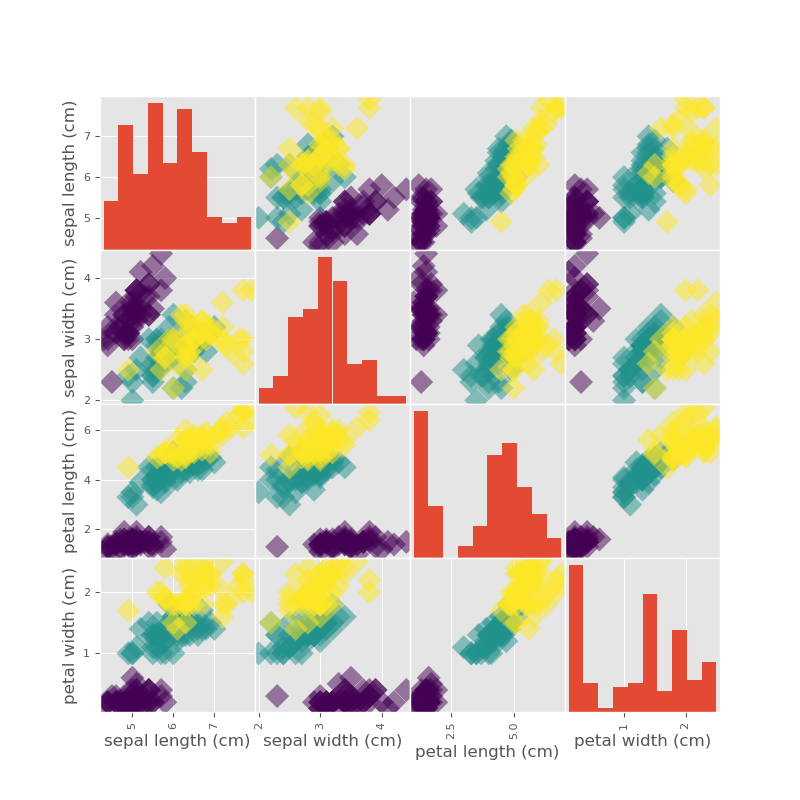 sepal length (cm)
7
6
5
sepal width (cm)
4
3
2
petal length (cm)
6
4
2
petal width (cm)
2
1
5
6
7
2
3
4
2.5
5.0
1
2
sepal length (cm)
sepal width (cm)
petal length (cm)
petal width (cm)